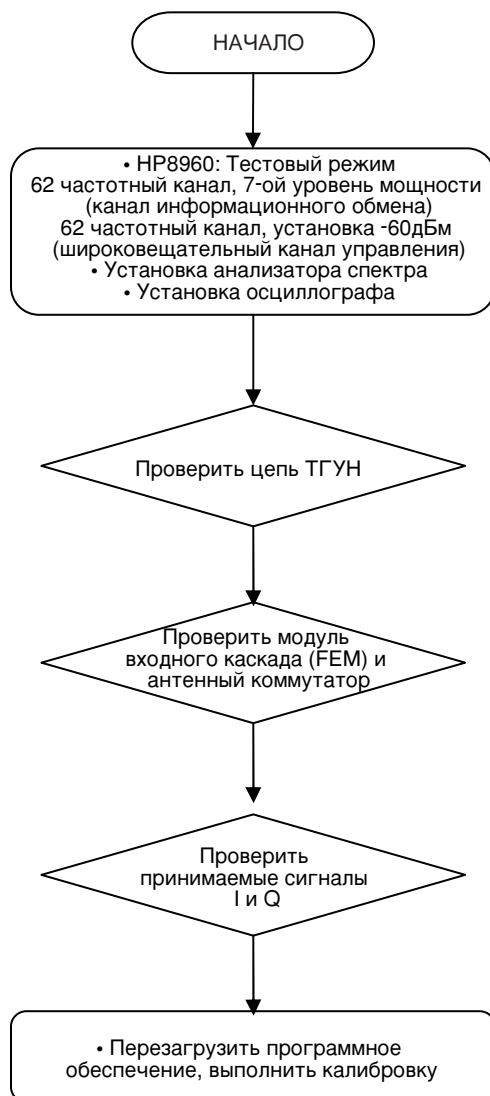 НАЧАЛО
• HP8960: Тестовый режим
62 частотный канал, 7-ой уровень мощности
(канал информационного обмена)
62 частотный канал, установка -60дБм
(широковещательный канал управления)
• Установка анализатора спектра
• Установка осциллографа
Проверить цепь ТГУН
Проверить модуль
входного каскада (FEM) и
антенный коммутатор
Проверить
принимаемые сигналы
I и Q
• Перезагрузить программное
обеспечение, выполнить калибровку